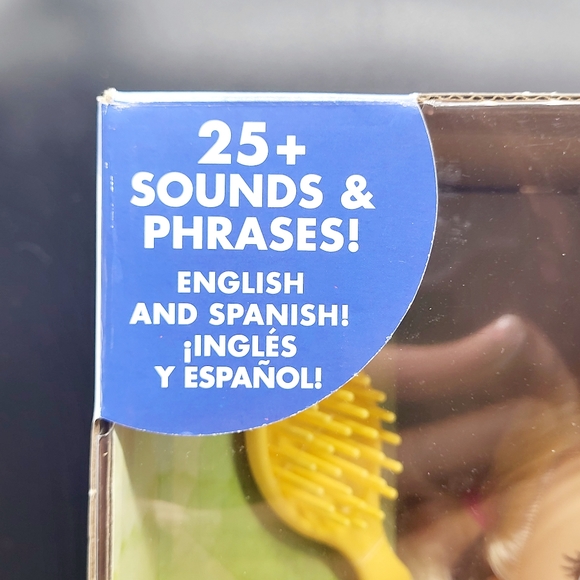 25+
SOUNDS &
PHRASES!
ENGLISH
AND SPANISH!
¡INGLÉS
Y ESPAÑOL!